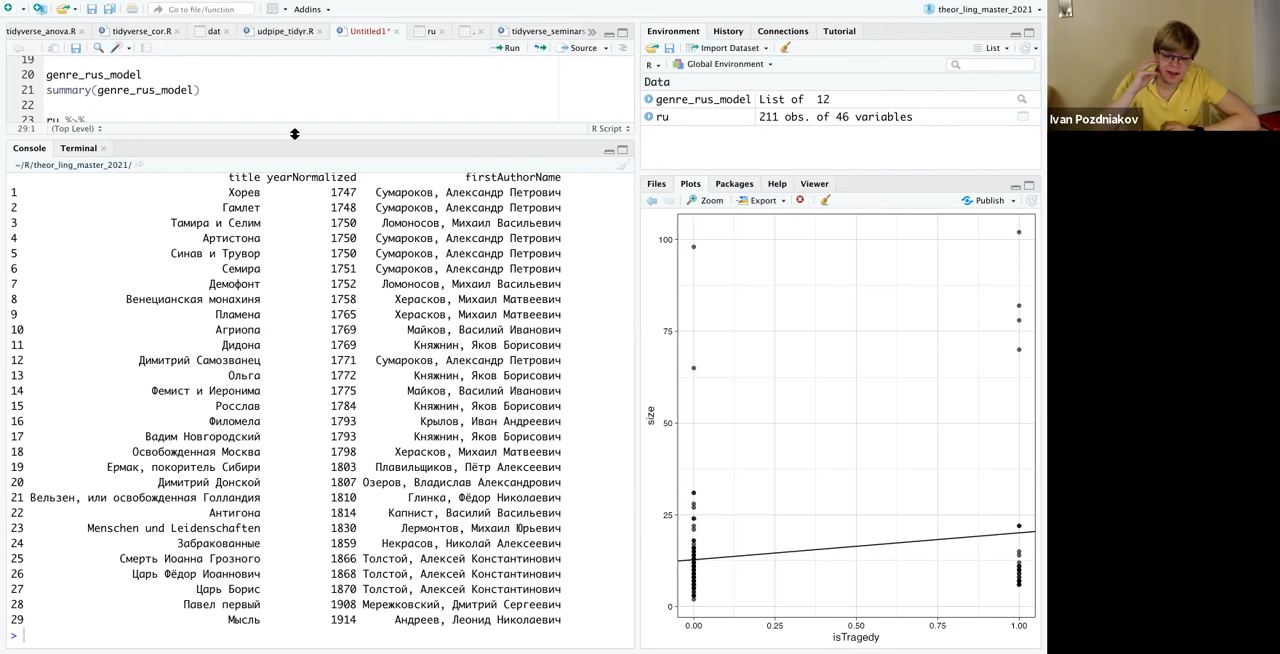 Go to file/function
Addins
theor_ling_master_2021
tidyverse_anova.R
tidyverse_cor.R
dat
udpipe_tidyr.R
Untitled1*
ru
.
tidyverse_seminars
Run
Source
19
20 genre_rus_model
21 summary(genre_rus_model)
22
23 ru %>%
29:1 (Top Level)
R Script
Console Terminal
~/R/theor_ling_master_2021/
title yearNormalized firstAuthorName
1 Хорев 1747 Сумароков, Александр Петрович
2 Гамлет 1748 Сумароков, Александр Петрович
3 Тамира и Селим 1750 Ломоносов, Михаил Васильевич
4 Артистона 1750 Сумароков, Александр Петрович
5 Синав и Трувор 1750 Сумароков, Александр Петрович
6 Семира 1751 Сумароков, Александр Петрович
7 Демофонт 1752 Ломоносов, Михаил Васильевич
8 Венецианская монахиня 1758 Херасков, Михаил Матвеевич
9 Пламена 1765 Херасков, Михаил Матвеевич
10 Агриопа 1769 Майков, Василий Иванович
11 Дидона 1769 Княжнин, Яков Борисович
12 Димитрий Самозванец 1771 Сумароков, Александр Петрович
13 Ольга 1772 Княжнин, Яков Борисович
14 Фемист и Иеронима 1775 Майков, Василий Иванович
15 Росслав 1784 Княжнин, Яков Борисович
16 Филомела 1793 Крылов, Иван Андреевич
17 Вадим Новгородский 1793 Княжнин, Яков Борисович
18 Освобожденная Москва 1798 Херасков, Михаил Матвеевич
19 Ермак, покоритель Сибири 1803 Плавильщиков, Пётр Алексеевич
20 Димитрий Донской 1807 Озеров, Владислав Александрович
21 Вельзен, или освобожденная Голландия 1810 Глинка, Фёдор Николаевич
22 Антигона 1814 Капнист, Василий Васильевич
23 Menschen und Leidenschaften 1830 Лермонтов, Михаил Юрьевич
24 Забракованные 1859 Некрасов, Николай Алексеевич
25 Смерть Иоанна Грозного 1866 Толстой, Алексей Константинович
26 Царь Фёдор Иоаннович 1868 Толстой, Алексей Константинович
27 Царь Борис 1870 Толстой, Алексей Константинович
28 Павел первый 1908 Мережковский, Дмитрий Сергеевич
29 Мысль 1914 Андреев, Леонид Николаевич
>
Environment History Connections Tutorial
Import Dataset
List
R
Global Environment
Data
genre_rus_model List of 12
ru 211 obs. of 46 variables
Files Plots Packages Help Viewer
Zoom Export Publish
100
75
50
25
0
size
0.00 0.25 0.50 0.75 1.00
isTragedy
Ivan Pozdniakov